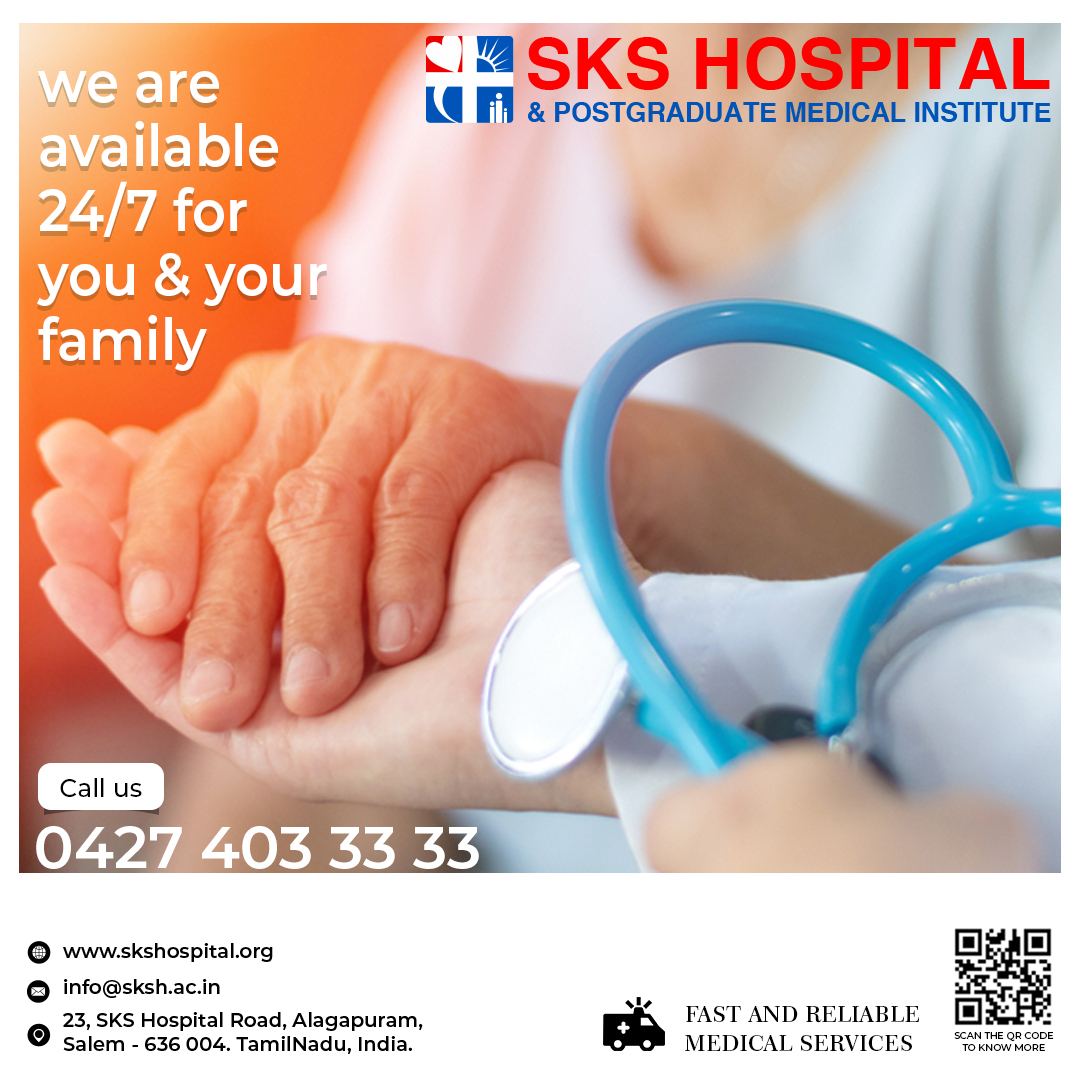 we are
available
24/7 for
you & your
family
SKS HOSPITAL
& POSTGRADUATE MEDICAL INSTITUTE
Call us
0427 403 33 33
www.skshospital.org
info@sksh.ac.in
23, SKS Hospital Road, Alagapuram,
Salem - 636 004. TamilNadu, India.
FAST AND RELIABLE
MEDICAL SERVICES
SCAN THE QR CODE
TO KNOW MORE